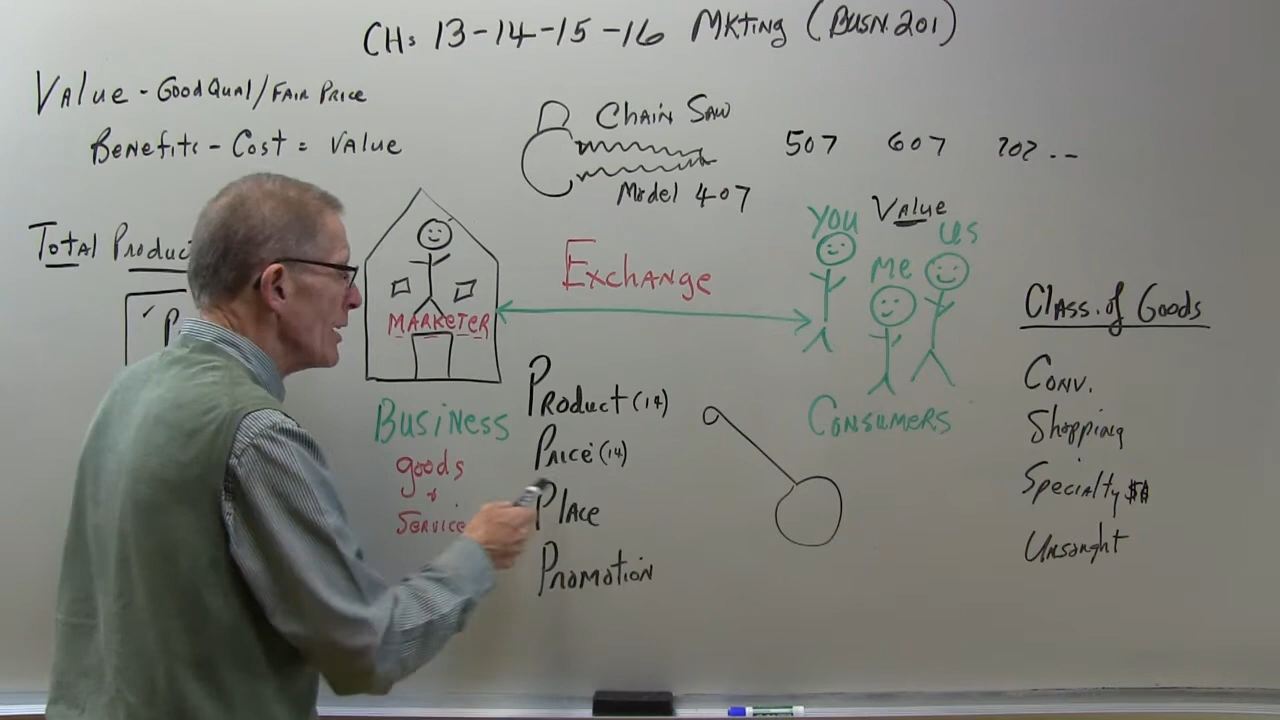 CH: 13-14-15-16 MKTing (BUSN.201)
Value - Good Qual/Fair Price
Benefits - Cost = Value
Chain Saw
Model 407
507 607 707 --
Total Product
P
MARKETER
Exchange
You Value US
Me
Class. of Goods
Conv.
Shopping
Specialty
Unsought
Business
goods
+
Service
Product (14)
Price (14)
Place
Promotion
Consumers